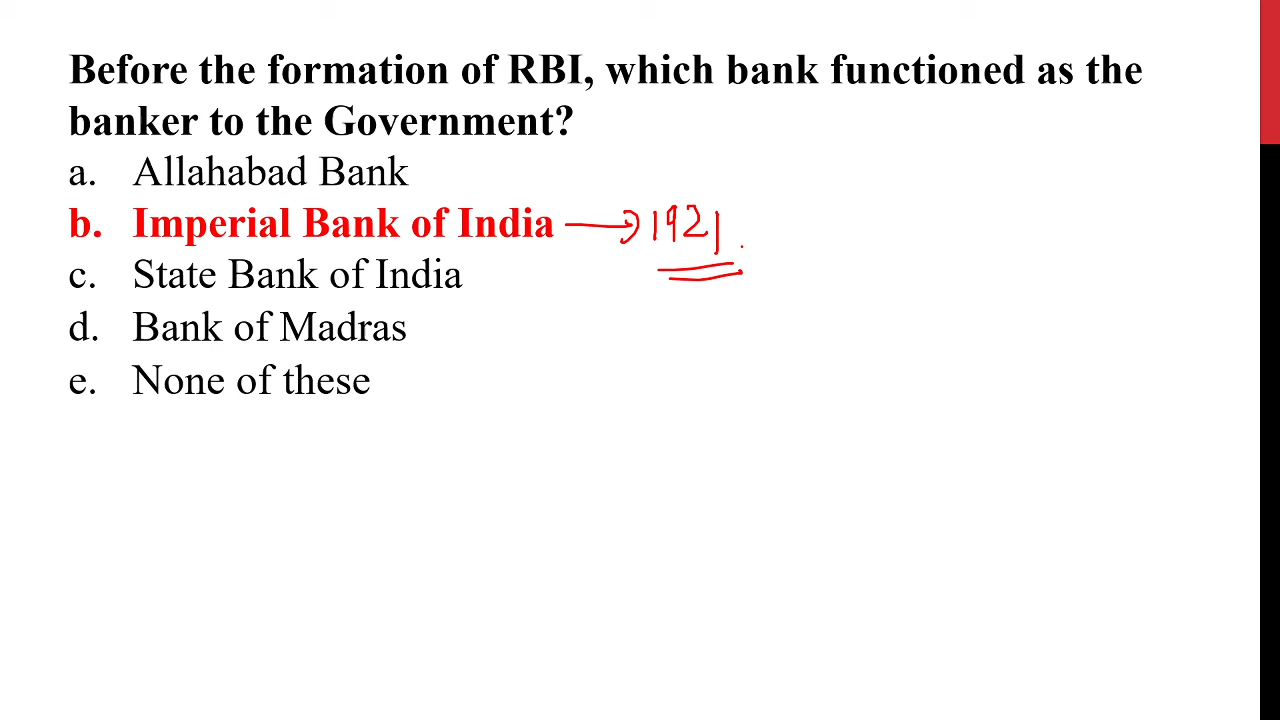 Before the formation of RBI, which bank functioned as the
banker to the Government?
a. Allahabad Bank
b. Imperial Bank of India → 1921
c. State Bank of India
d. Bank of Madras
e. None of these